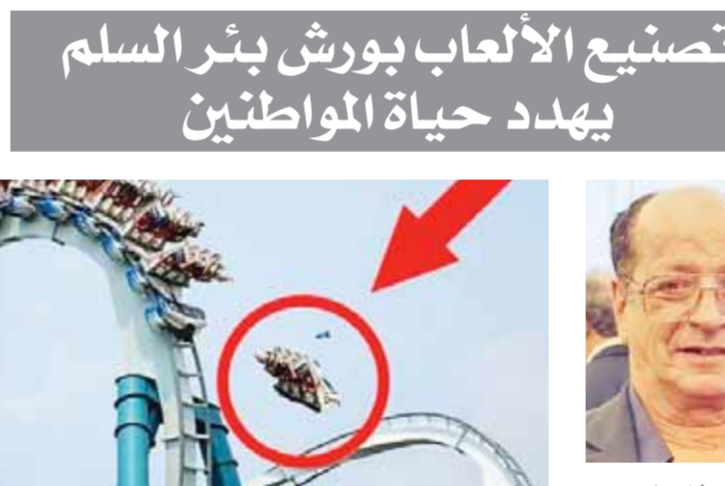 تصنيع الألعاب بورش بئر السلم
يهدد حياة المواطنين